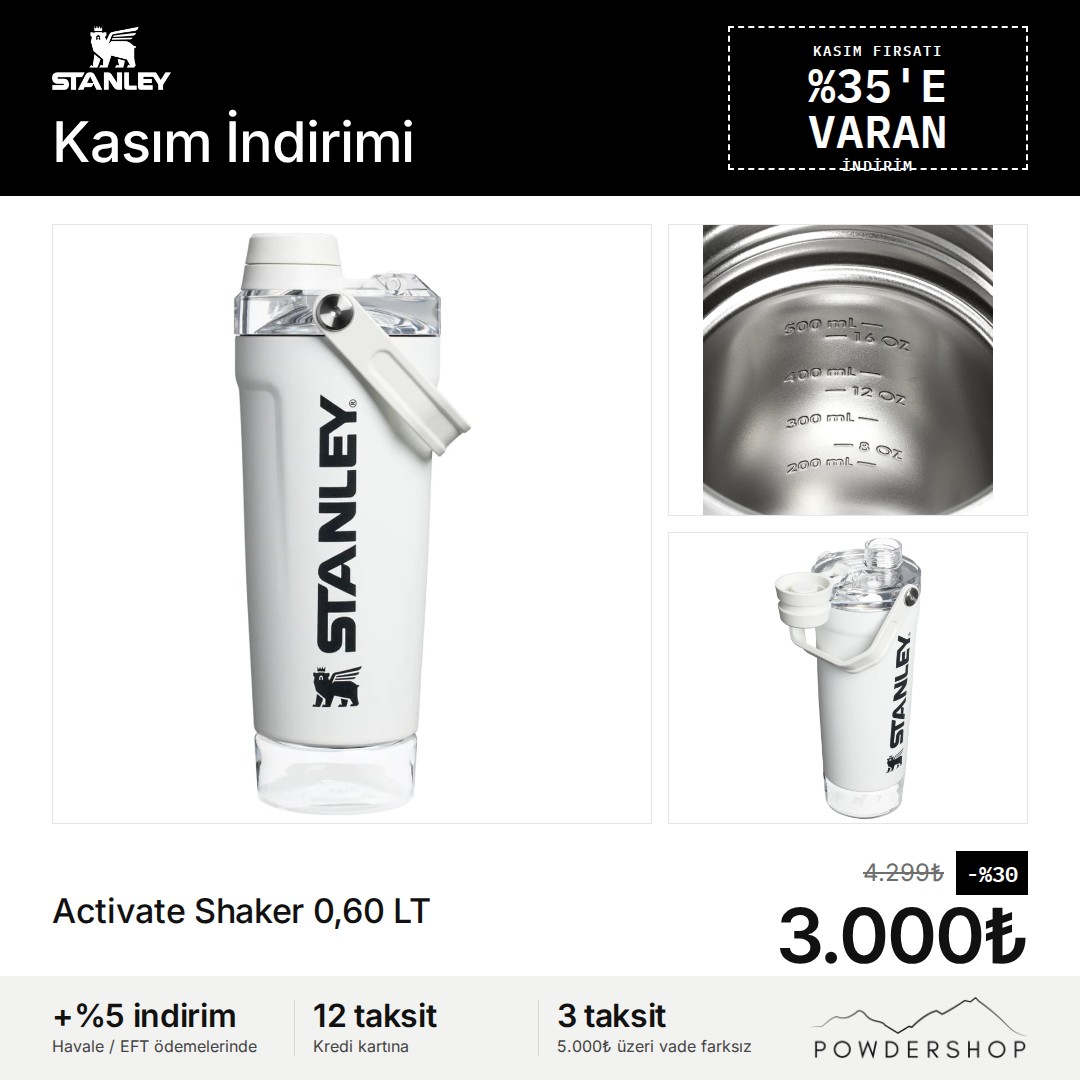 STANLEY
Kasım İndirimi
KASIM FIRSATI
%35'E
VARAN
İNDİRİM
STANLEY®
500 mL
16 OZ
400 mL
12 OZ
300 mL
8 OZ
200 mL
STANLEY
Activate Shaker 0,60 LT
4.299₺
-%30
3.000₺
+%5 indirim
Havale / EFT ödemelerinde
12 taksit
Kredi kartına
3 taksit
5.000₺ üzeri vade farksız
POWDERSHOP